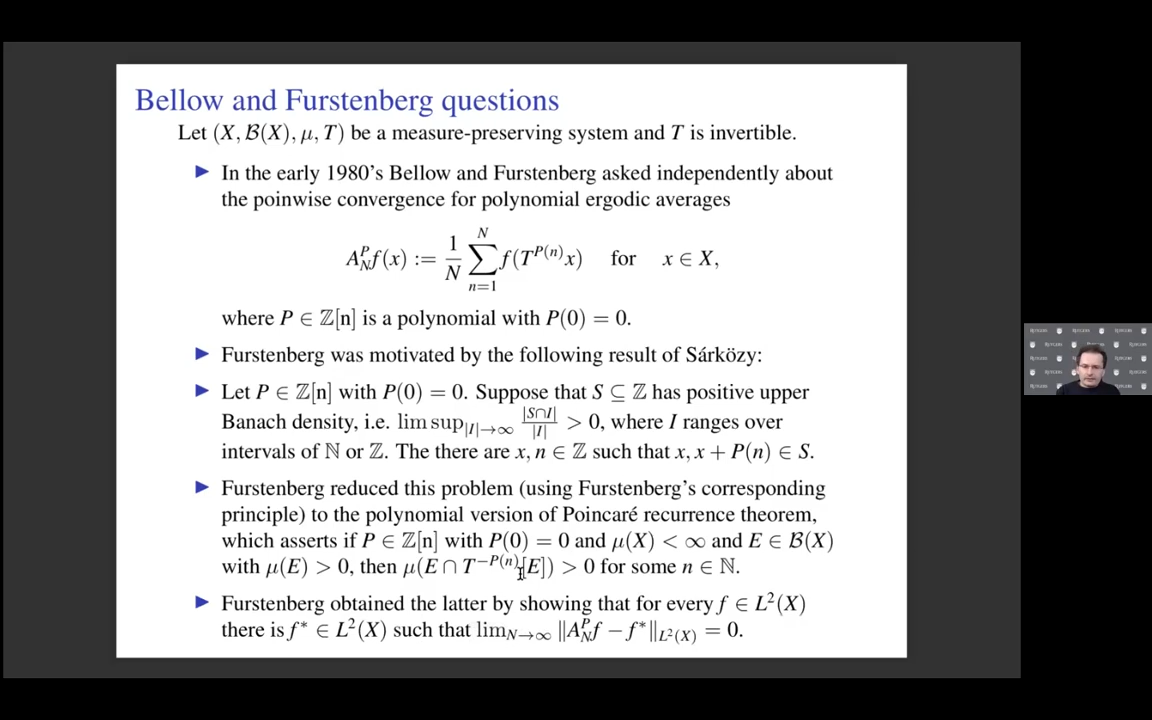 Bellow and Furstenberg questions
Let (X, ℬ(X), μ, T) be a measure-preserving system and T is invertible.
▶ In the early 1980's Bellow and Furstenberg asked independently about
the poinwise convergence for polynomial ergodic averages
A_N^P f(x) := \frac{1}{N} \sum_{n=1}^{N} f(T^{P(n)}x) for x ∈ X,
where P ∈ ℤ[n] is a polynomial with P(0) = 0.
▶ Furstenberg was motivated by the following result of Sárközy:
▶ Let P ∈ ℤ[n] with P(0) = 0. Suppose that S ⊆ ℤ has positive upper
Banach density, i.e. lim sup_{|I|→∞} \frac{|S∩I|}{|I|} > 0, where I ranges over
intervals of ℕ or ℤ. The there are x, n ∈ ℤ such that x, x + P(n) ∈ S.
▶ Furstenberg reduced this problem (using Furstenberg's corresponding
principle) to the polynomial version of Poincaré recurrence theorem,
which asserts if P ∈ ℤ[n] with P(0) = 0 and μ(X) < ∞ and E ∈ ℬ(X)
with μ(E) > 0, then μ(E ∩ T^{−P(n)}[E]) > 0 for some n ∈ ℕ.
▶ Furstenberg obtained the latter by showing that for every f ∈ L²(X)
there is f* ∈ L²(X) such that lim_{N→∞} ‖A_N^P f − f*‖_{L²(X)} = 0.